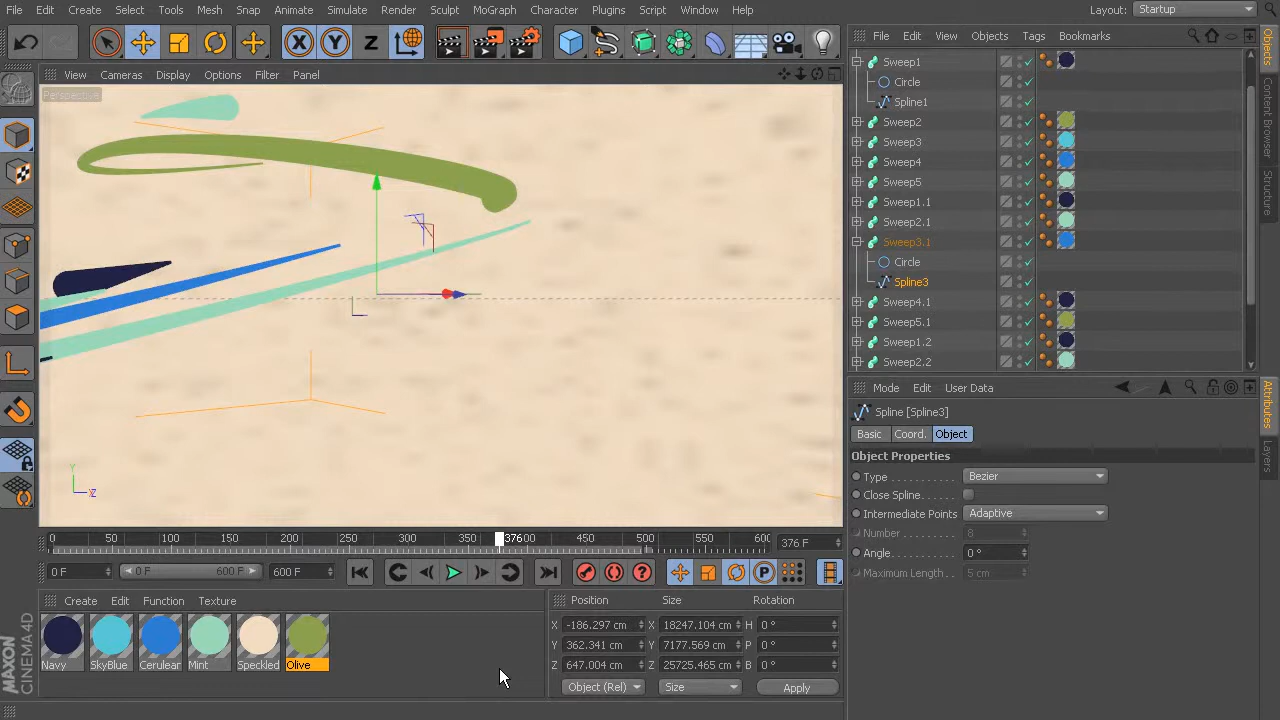 File Edit Create Select Tools Mesh Snap Animate Simulate Render Sculpt MoGraph Character Plugins Script Window Help Layout: Startup
X Y Z
File Edit View Objects Tags Bookmarks
View Cameras Display Options Filter Panel
Perspective
Sweep1
Circle
Spline1
Sweep2
Sweep3
Sweep4
Sweep5
Sweep1.1
Sweep2.1
Sweep3.1
Circle
Spline3
Sweep4.1
Sweep5.1
Sweep1.2
Sweep2.2
Objects
Content Browser
Structure
Mode Edit User Data
Spline [Spline3]
Basic Coord. Object
Object Properties
Type Bezier
Close Spline
Intermediate Points Adaptive
Number 8
Angle 0 °
Maximum Length 5 cm
Attributes
Layers
Y
Z
0 50 100 150 200 250 300 350 376 00 450 500 550 600 376 F
0 F 0 F 600 F 600 F
P
Create Edit Function Texture
Navy SkyBlue Cerulear Mint Speckled Olive
Position Size Rotation
X -186.297 cm X 18247.104 cm H 0 °
Y 362.341 cm Y 7177.569 cm P 0 °
Z 647.004 cm Z 25725.465 cm B 0 °
Object (Rel) Size Apply
MAXON
CINEMA 4D